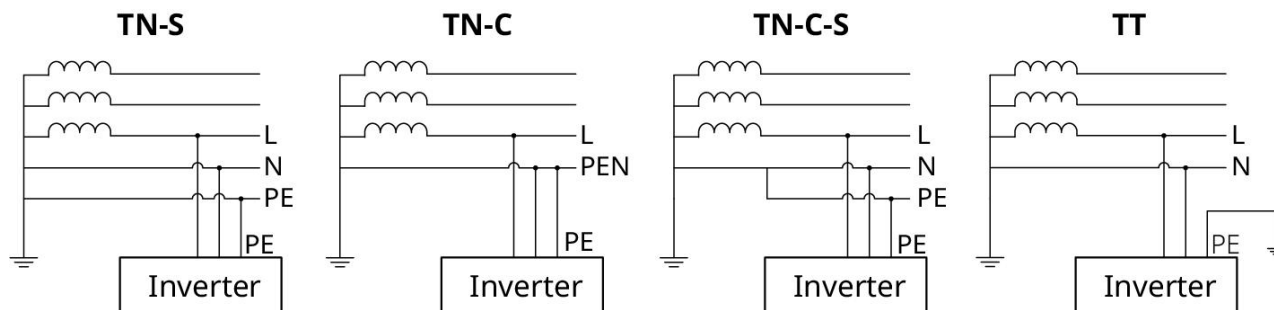 TN-S
L
N
PE
PE
Inverter
TN-C
L
PEN
PE
Inverter
TN-C-S
L
N
PE
PE
Inverter
TT
L
N
PE
Inverter